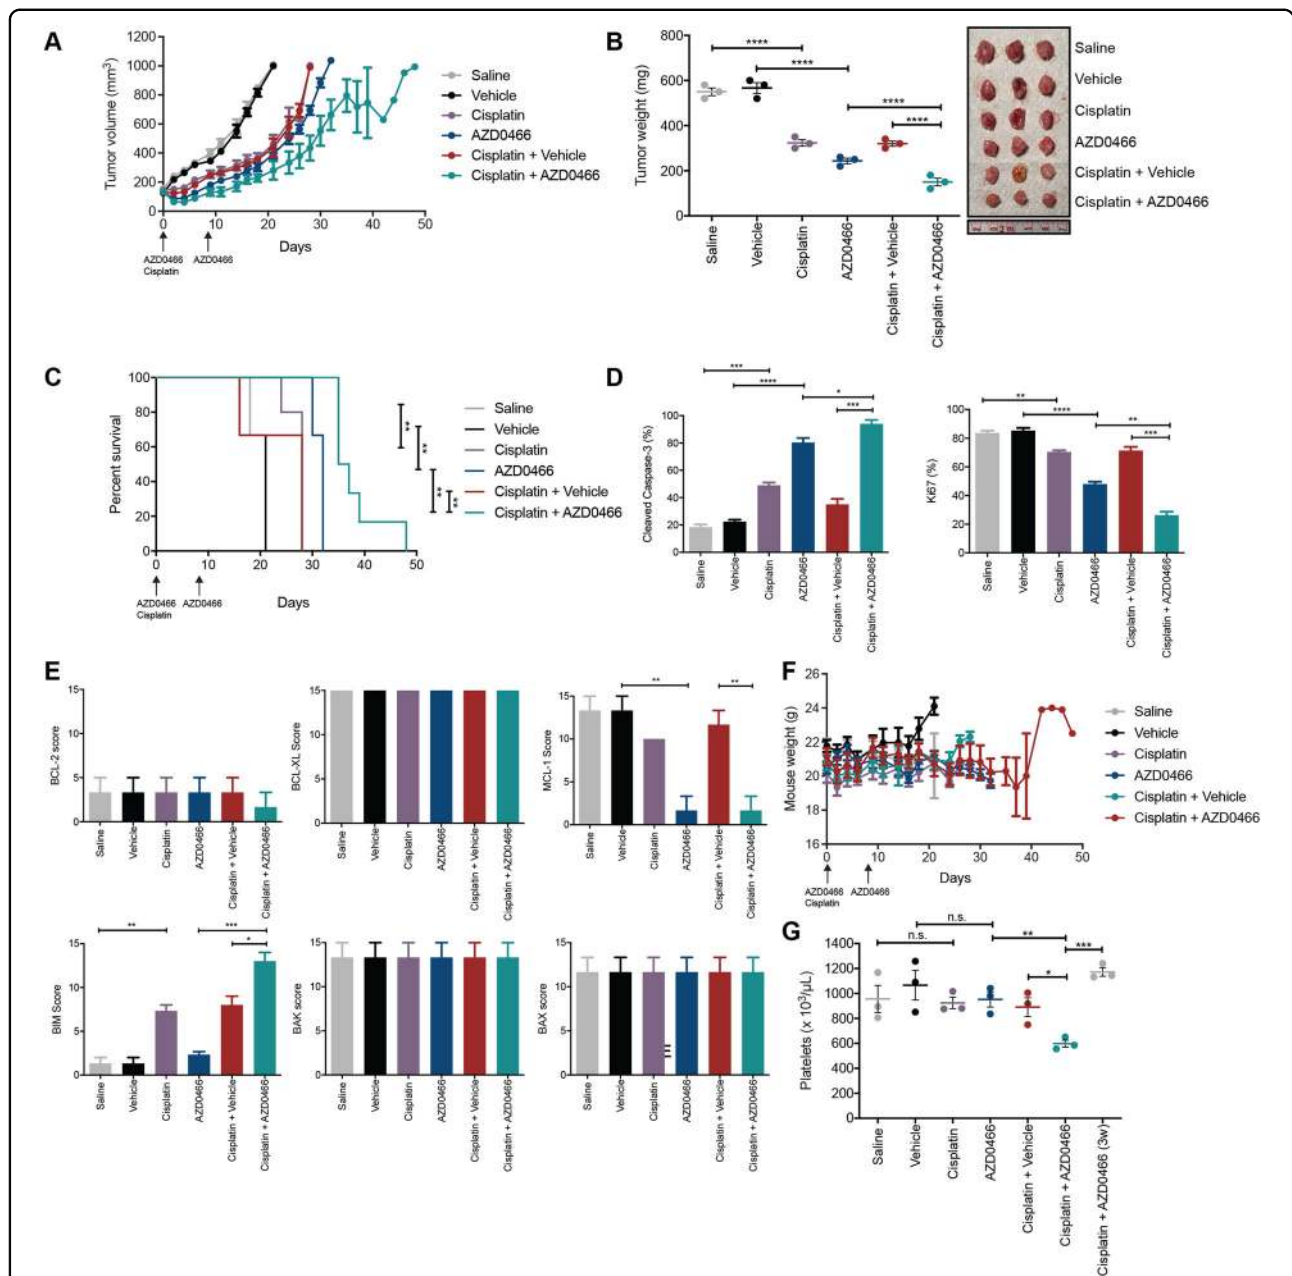 A
Tumor volume (mm³)
1200
1000
800
600
400
200
0
0
10
20
30
40
50
Days
AZD0466
Cisplatin
AZD0466
Saline
Vehicle
Cisplatin
AZD0466
Cisplatin + Vehicle
Cisplatin + AZD0466
B
Tumor weight (mg)
800
600
400
200
0
****
****
****
****
Saline
Vehicle
Cisplatin
AZD0466
Cisplatin + Vehicle
Cisplatin + AZD0466
Saline
Vehicle
Cisplatin
AZD0466
Cisplatin + Vehicle
Cisplatin + AZD0466
C
Percent survival
100
80
60
40
20
0
0
10
20
30
40
50
Days
AZD0466
Cisplatin
AZD0466
**
**
**
**
Saline
Vehicle
Cisplatin
AZD0466
Cisplatin + Vehicle
Cisplatin + AZD0466
D
Cleaved Caspase-3 (%)
100
80
60
40
20
0
***
****
*
***
Saline
Vehicle
Cisplatin
AZD0466
Cisplatin + Vehicle
Cisplatin + AZD0466
Ki67 (%)
100
80
60
40
20
0
**
****
**
***
Saline
Vehicle
Cisplatin
AZD0466
Cisplatin + Vehicle
Cisplatin + AZD0466
E
BCL-2 score
15
10
5
0
Saline
Vehicle
Cisplatin
AZD0466
Cisplatin + Vehicle
Cisplatin + AZD0466
BCL-XL Score
15
10
5
0
Saline
Vehicle
Cisplatin
AZD0466
Cisplatin + Vehicle
Cisplatin + AZD0466
MCL-1 Score
15
10
5
0
**
**
Saline
Vehicle
Cisplatin
AZD0466
Cisplatin + Vehicle
Cisplatin + AZD0466
BIM Score
15
10
5
0
**
***
*
Saline
Vehicle
Cisplatin
AZD0466
Cisplatin + Vehicle
Cisplatin + AZD0466
BAK score
15
10
5
0
Saline
Vehicle
Cisplatin
AZD0466
Cisplatin + Vehicle
Cisplatin + AZD0466
BAX score
15
10
5
0
Saline
Vehicle
Cisplatin
AZD0466
Cisplatin + Vehicle
Cisplatin + AZD0466
F
Mouse weight (g)
26
24
22
20
18
16
0
10
20
30
40
50
Days
AZD0466
Cisplatin
AZD0466
Saline
Vehicle
Cisplatin
AZD0466
Cisplatin + Vehicle
Cisplatin + AZD0466
G
Platelets (x 10³/µL)
1400
1200
1000
800
600
400
200
0
n.s.
n.s.
**
*
***
Saline
Vehicle
Cisplatin
AZD0466
Cisplatin + Vehicle
Cisplatin + AZD0466
Cisplatin + AZD0466 (3w)